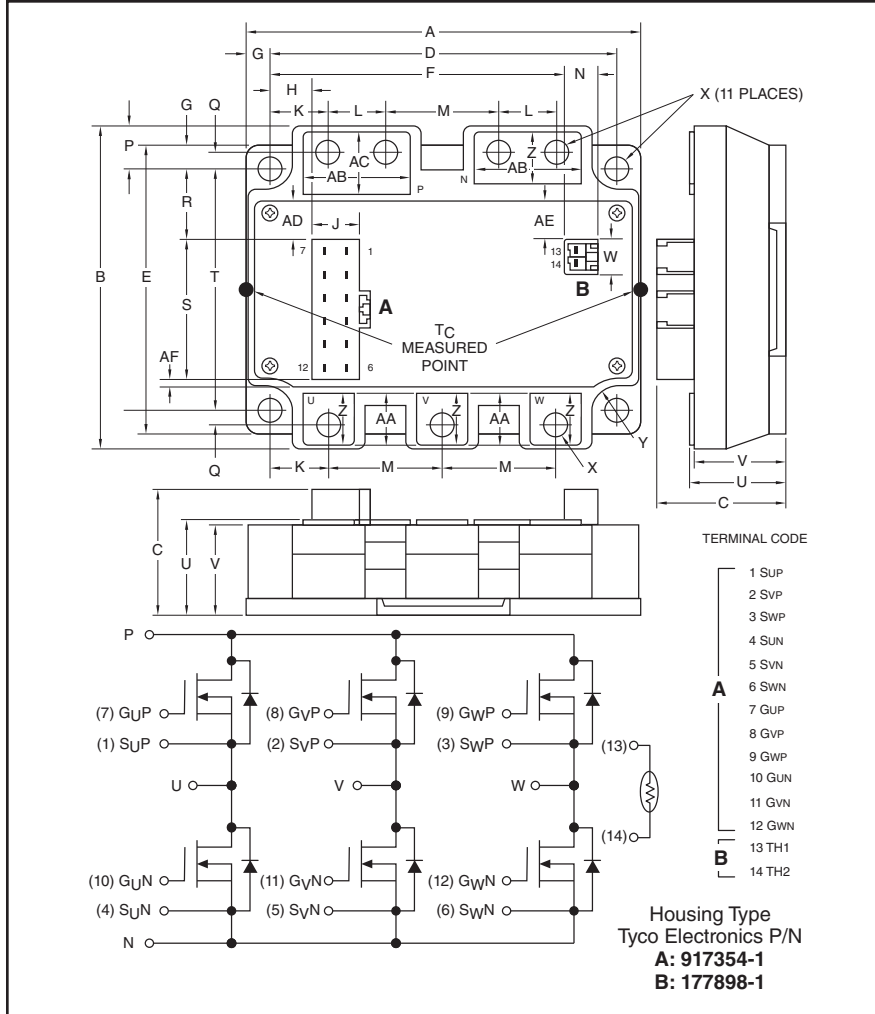 A
G D
F N
H
G Q K L M L X (11 PLACES)
P
AC Z
AB AB
P N
R AD J AE
7 1 13 W
14
B E T S A B
TC
MEASURED
POINT
AF 12 6
U V W
Z AA Z AA Z
Y
Q K M M X
V
U
C
C U V
TERMINAL CODE
1 SUP
2 SVP
3 SWP
4 SUN
5 SVN
6 SWN
A
7 GUP
8 GVP
9 GWP
10 GUN
11 GVN
12 GWN
B
13 TH1
14 TH2
P
(7) GUP (8) GVP (9) GWP
(1) SUP (2) SVP (3) SWP (13)
U V W
(14)
(10) GUN (11) GVN (12) GWN
(4) SUN (5) SVN (6) SWN
N
Housing Type
Tyco Electronics P/N
A: 917354-1
B: 177898-1